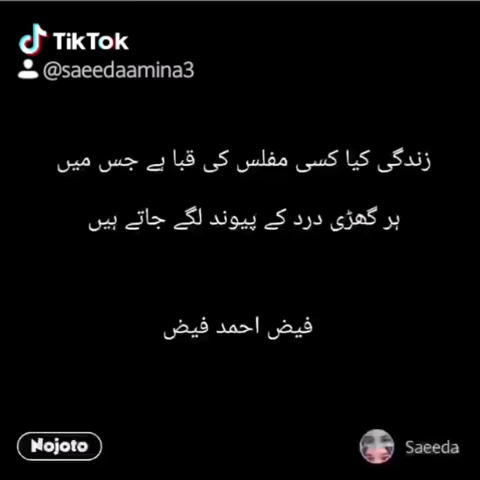 TikTok
@saeedaamina3
زندگی کیا کسی مفلس کی قبا ہے جس میں
ہر گھڑی درد کے پیوند لگے جاتے ہیں
فیض احمد فیض
Nojoto
Saeeda